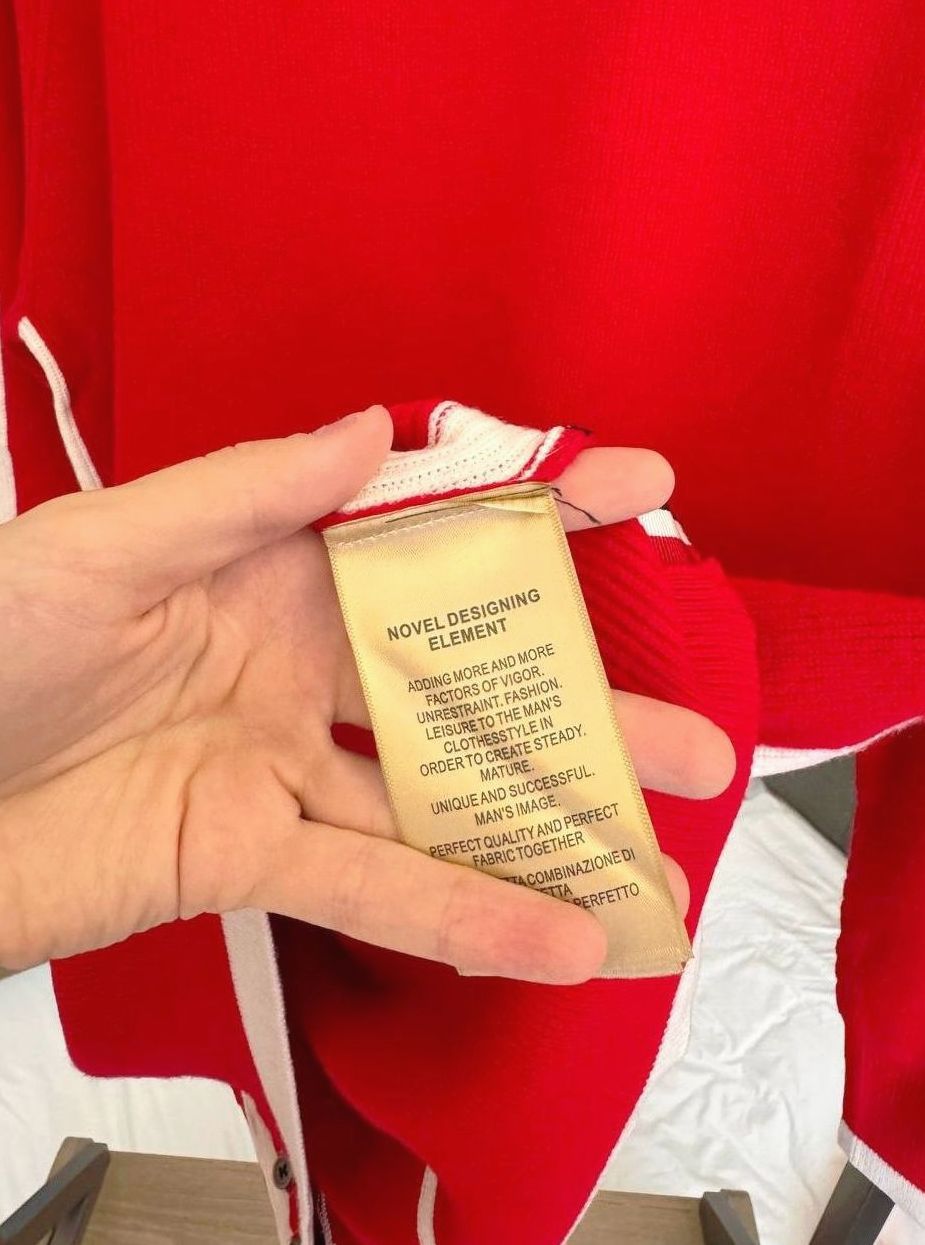 NOVEL DESIGNING
ELEMENT
ADDING MORE AND MORE
FACTORS OF VIGOR.
UNRESTRAINT. FASHION.
LEISURE TO THE MAN'S
CLOTHESSTYLE IN
ORDER TO CREATE STEADY.
MATURE.
UNIQUE AND SUCCESSFUL.
MAN'S IMAGE.
PERFECT QUALITY AND PERFECT
FABRIC TOGETHER
COMBINAZIONE DI
PERFETTO